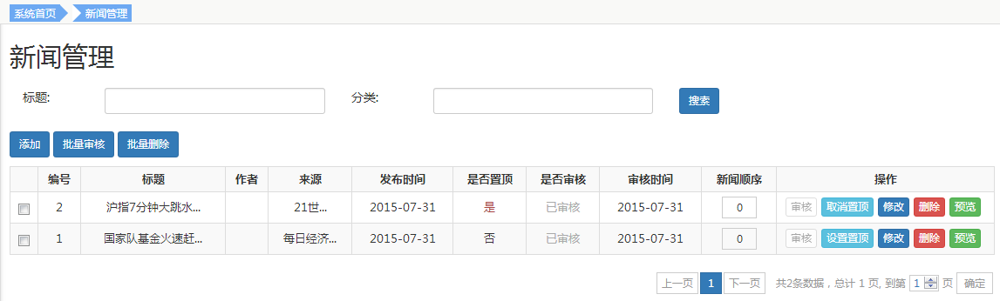 系统首页 新闻管理
新闻管理
标题: 分类: 搜索
添加 批量审核 批量删除
编号 标题 作者 来源 发布时间 是否置顶 是否审核 审核时间 新闻顺序 操作
2 沪指7分钟大跳水... 21世... 2015-07-31 是 已审核 2015-07-31 0 审核 取消置顶 修改 删除 预览
1 国家队基金火速赶... 每日经济... 2015-07-31 否 已审核 2015-07-31 0 审核 设置置顶 修改 删除 预览
上一页 1 下一页 共2条数据，总计 1 页, 到第 1 页 确定